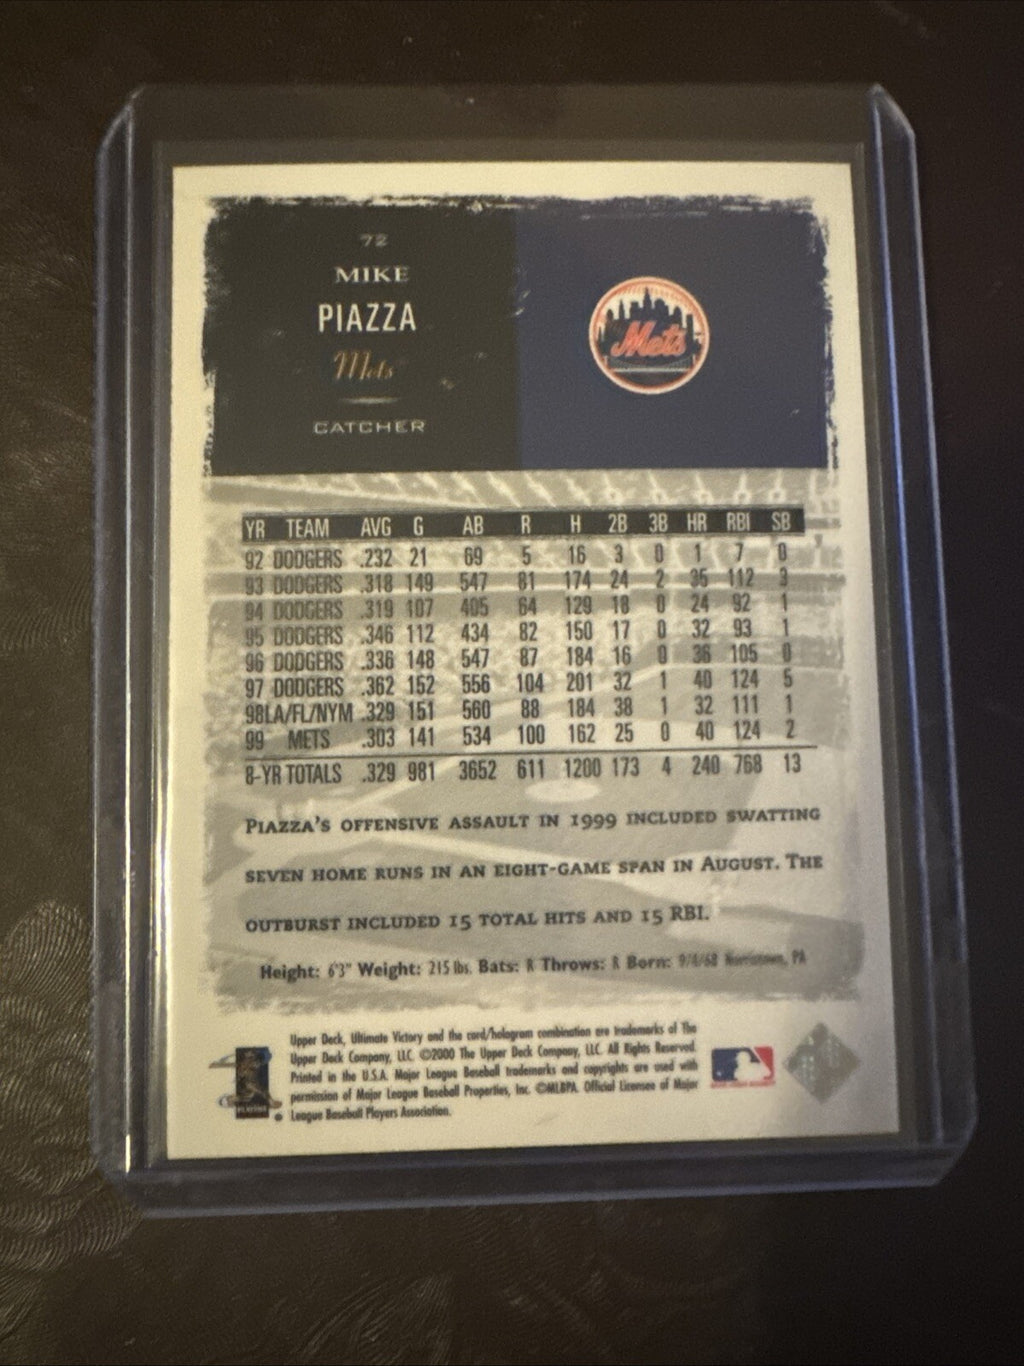 72
MIKE
PIAZZA
Mets
CATCHER
Mets
YR TEAM AVG G AB R H 2B 3B HR RBI SB
92 DODGERS .232 21 69 5 16 3 0 1 7 0
93 DODGERS .318 149 547 81 174 24 2 35 112 3
94 DODGERS .319 107 405 64 129 18 0 24 92 1
95 DODGERS .346 112 434 82 150 17 0 32 93 1
96 DODGERS .336 148 547 87 184 16 0 36 105 0
97 DODGERS .362 152 556 104 201 32 1 40 124 5
98LA/FL/NYM .329 151 560 88 184 38 1 32 111 1
99 METS .303 141 534 100 162 25 0 40 124 2
8-YR TOTALS .329 981 3652 611 1200 173 4 240 768 13
PIAZZA'S OFFENSIVE ASSAULT IN 1999 INCLUDED SWATTING
SEVEN HOME RUNS IN AN EIGHT-GAME SPAN IN AUGUST. THE
OUTBURST INCLUDED 15 TOTAL HITS AND 15 RBI.
Height: 6'3" Weight: 215 lbs. Bats: R Throws: R Born: 9/4/68 Norristown, PA
Upper Deck, Ultimate Victory and the card/hologram combination are trademarks of The
Upper Deck Company, LLC. ©2000 The Upper Deck Company, LLC. All Rights Reserved.
Printed in the U.S.A. Major League Baseball trademarks and copyrights are used with
permission of Major League Baseball Properties, Inc. ©MLBPA. Official Licensee of Major
League Baseball Players Association.
PLAYERS